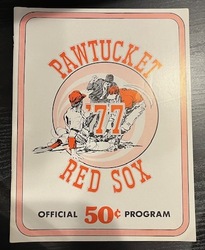 PAWTUCKET
'77
RED SOX
OFFICIAL 50¢ PROGRAM